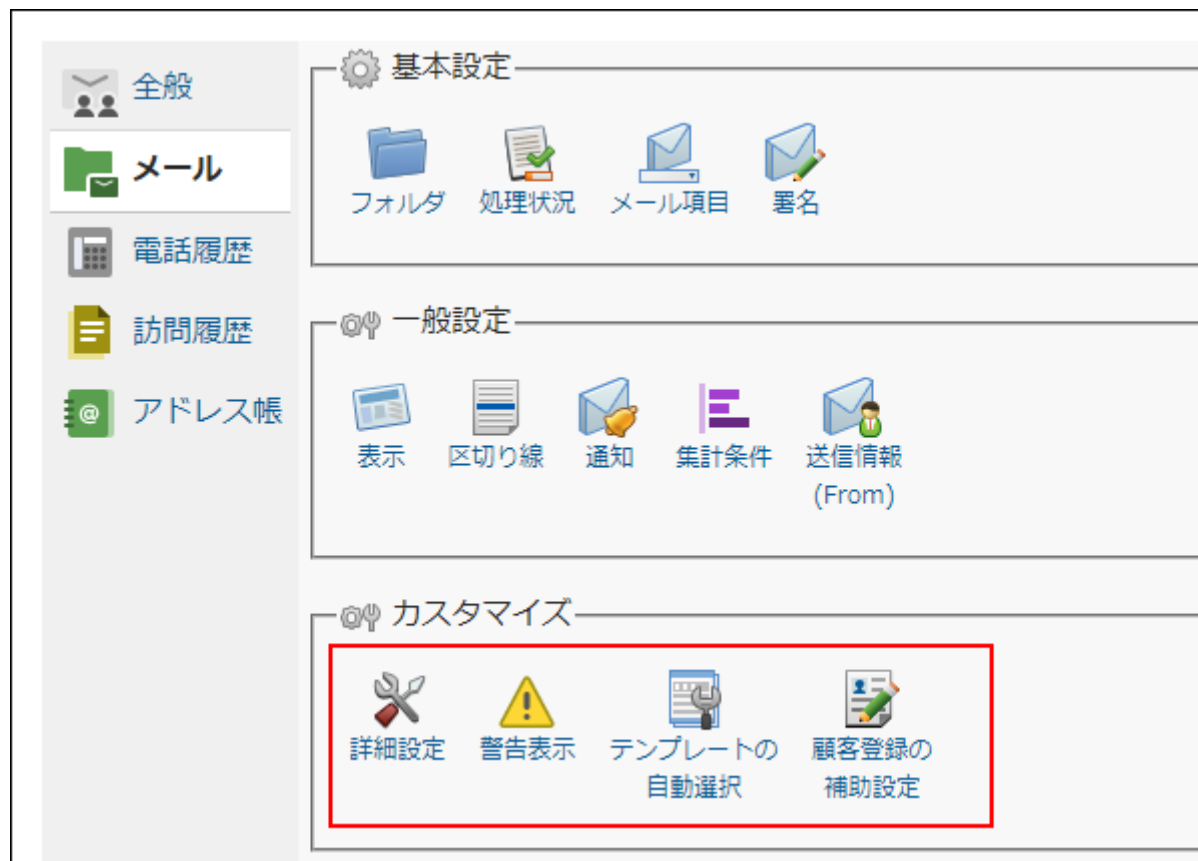 全般
メール
電話履歴
訪問履歴
アドレス帳
基本設定
フォルダ 処理状況 メール項目 署名
一般設定
表示 区切り線 通知 集計条件 送信情報
(From)
カスタマイズ
詳細設定 警告表示 テンプレートの 顧客登録の
自動選択 補助設定